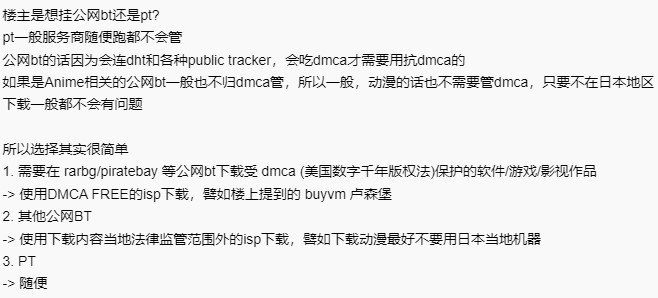 楼主是想挂公网bt还是pt?
pt一般服务商随便跑都不会管
公网bt的话因为会连dht和各种public tracker，会吃dmca才需要用抗dmca的
如果是Anime相关的公网bt一般也不归dmca管，所以一般，动漫的话也不需要管dmca，只要不在日本地区
下载一般都不会有问题
所以选择其实很简单
1. 需要在 rarbg/piratebay 等公网bt下载受 dmca (美国数字千年版权法)保护的软件/游戏/影视作品
-> 使用DMCA FREE的isp下载，譬如楼上提到的 buyvm 卢森堡
2. 其他公网BT
-> 使用下载内容当地法律监管范围外的isp下载，譬如下载动漫最好不要用日本当地机器
3. PT
-> 随便